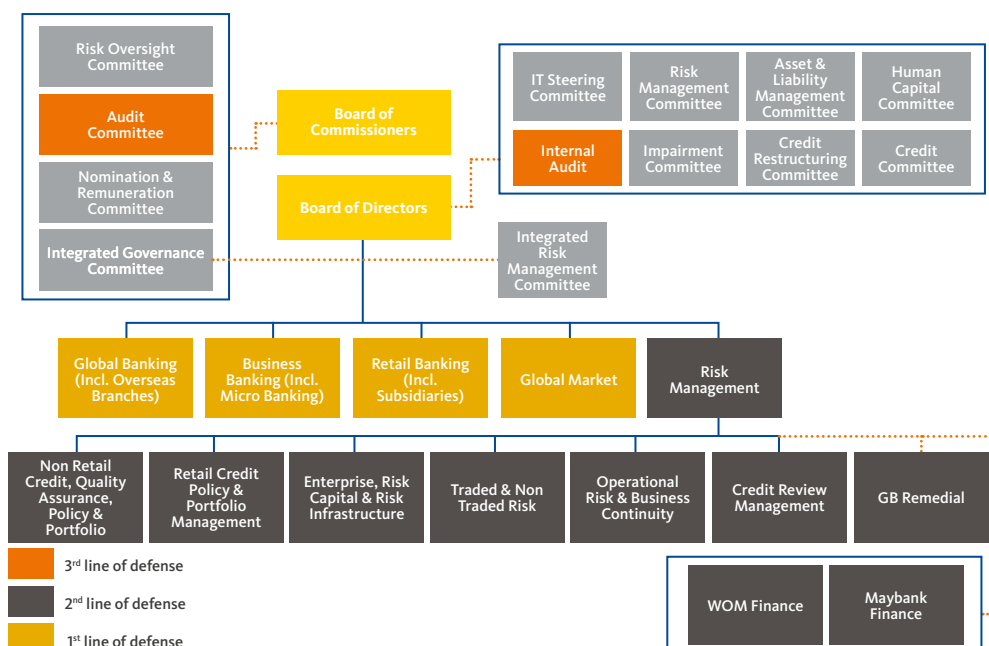 Risk Oversight
Committee
Audit
Committee
Nomination &
Remuneration
Committee
Integrated Governance
Committee
Board of
Commissioners
Board of Directors
IT Steering
Committee
Risk
Management
Committee
Asset &
Liability
Management
Committee
Human
Capital
Committee
Internal
Audit
Impairment
Committee
Credit
Restructuring
Committee
Credit
Committee
Integrated
Risk
Management
Committee
Global Banking
(Incl. Overseas
Branches)
Business
Banking (Incl.
Micro Banking)
Retail Banking
(Incl.
Subsidiaries)
Global Market
Risk
Management
Non Retail
Credit, Quality
Assurance,
Policy &
Portfolio
Retail Credit
Policy &
Portfolio
Management
Enterprise, Risk
Capital & Risk
Infrastructure
Traded & Non
Traded Risk
Operational
Risk & Business
Continuity
Credit Review
Management
GB Remedial
3rd line of defense
2nd line of defense
1st line of defense
WOM Finance
Maybank
Finance